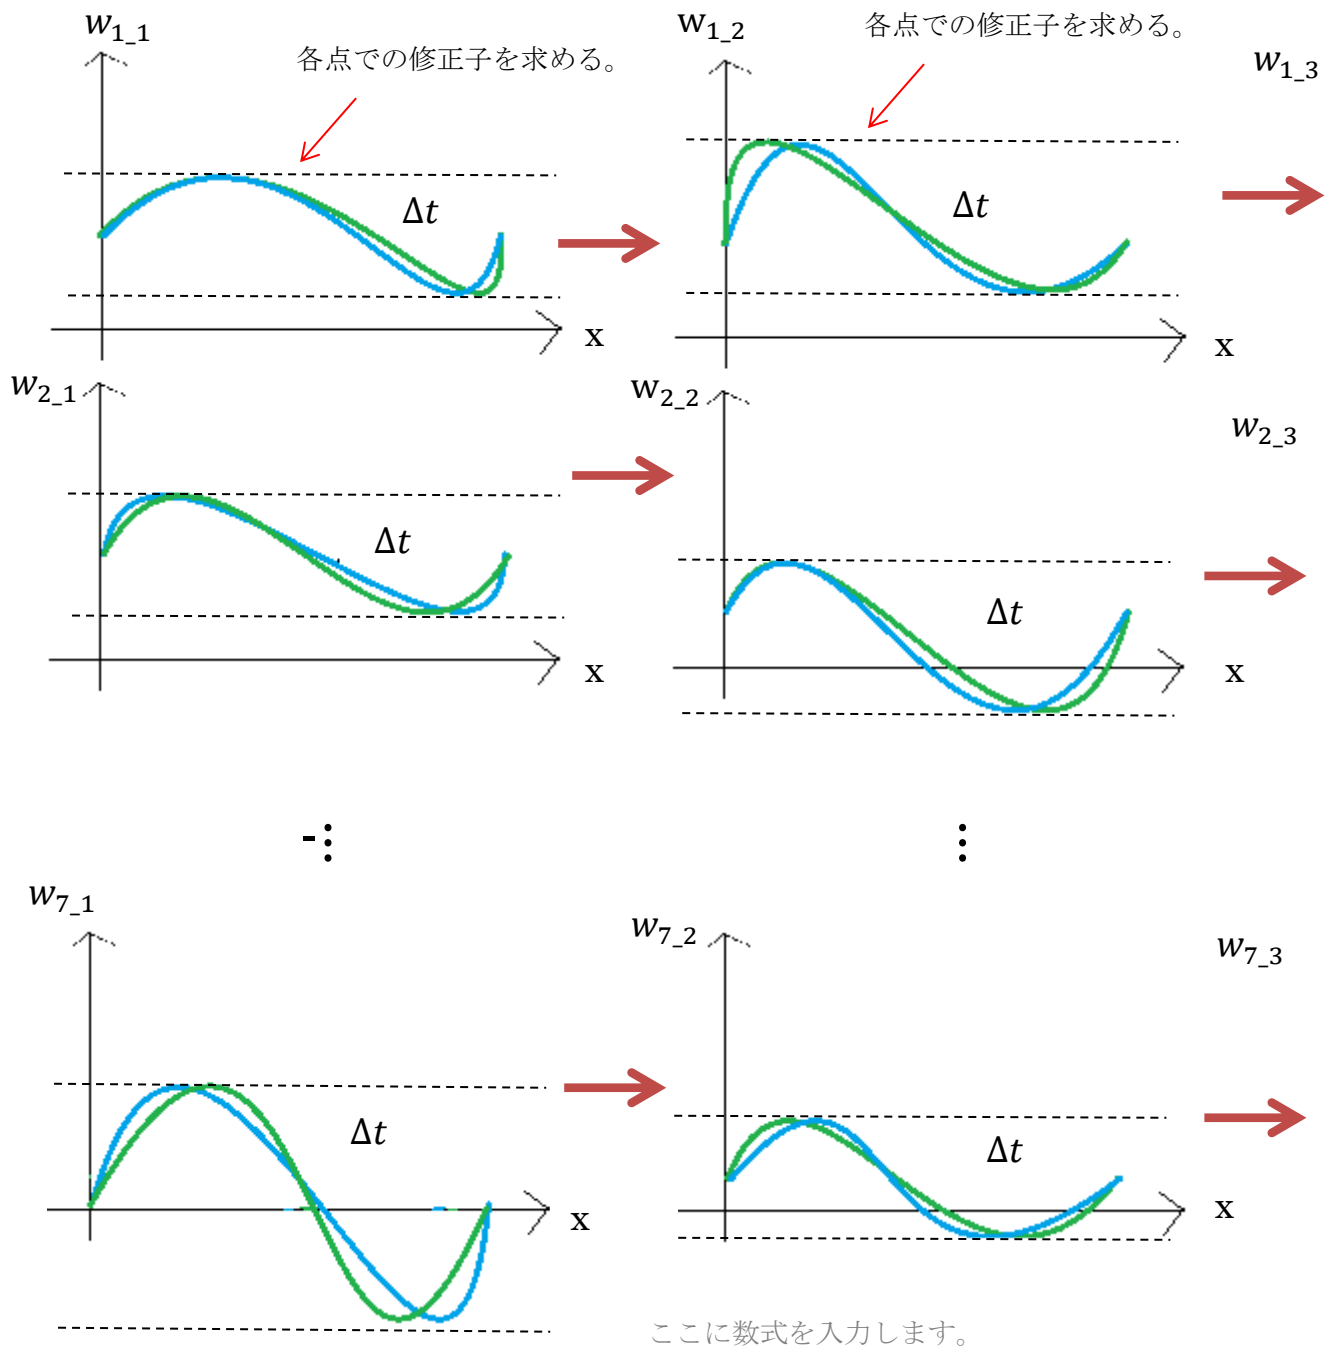 w1_1
各点での修正子を求める。
w1_2
各点での修正子を求める。
w1_3
Δt
Δt
x
x
w2_1
w2_2
w2_3
Δt
Δt
x
x
-⋮
⋮
w7_1
w7_2
w7_3
Δt
Δt
x
x
ここに数式を入力します。